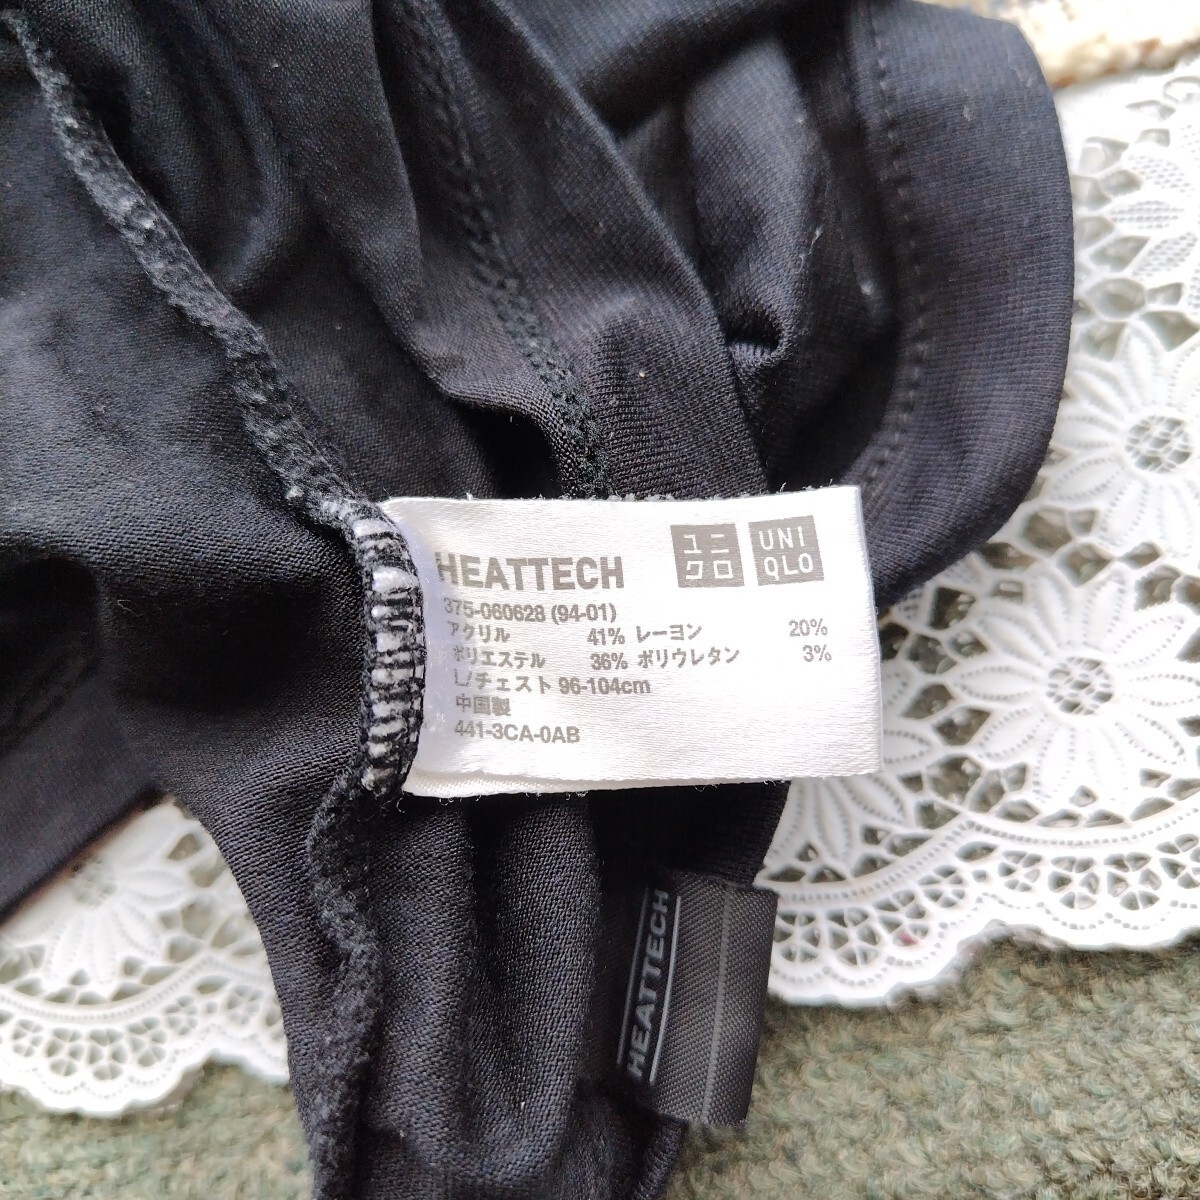 HEATTECH
ユニクロ
UNIQLO
375-060628 (94-01)
アクリル 41% レーヨン 20%
ポリエステル 36% ポリウレタン 3%
L/チェスト 96-104cm
中国製
441-3CA-0AB
HEATTECH